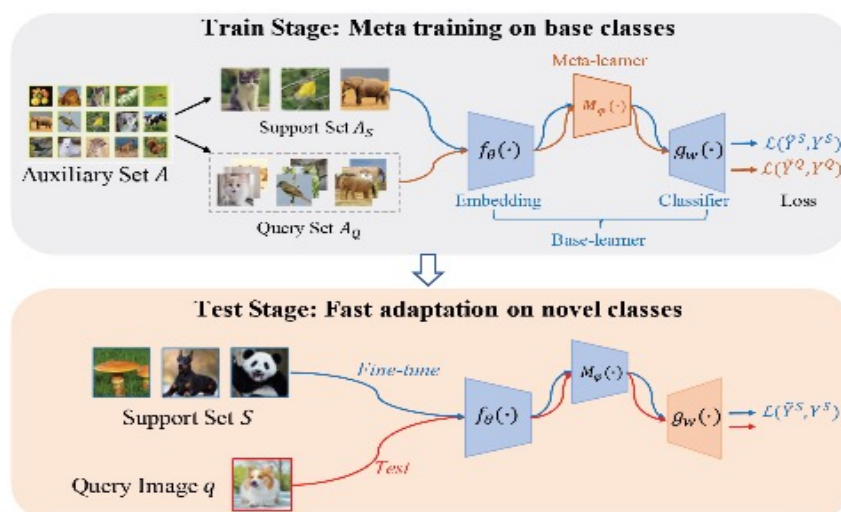 Train Stage: Meta training on base classes
Meta-learner
Support Set A_S
M_φ(·)
f_θ(·)
g_w(·)
ℒ(Ỹ^S, Y^S)
ℒ(Ỹ^Q, Y^Q)
Auxiliary Set A
Embedding
Classifier
Loss
Query Set A_Q
Base-learner
Test Stage: Fast adaptation on novel classes
Fine-tune
M_φ(·)
Support Set S
f_θ(·)
g_w(·)
ℒ(Ỹ^S, Y^S)
Test
Query Image q